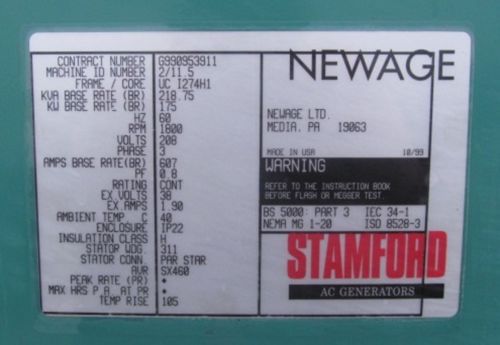 CONTRACT NUMBER G990953911
MACHINE ID NUMBER 2/11.5
FRAME / CORE UC I274H1
KVA BASE RATE (BR) 218.75
KW BASE RATE (BR) 175
HZ 60
RPM 1800
VOLTS 208
PHASE 3
AMPS BASE RATE(BR) 607
PF 0.8
RATING CONT
EX VOLTS 38
EX AMPS 1.90
AMBIENT TEMP C 40
ENCLOSURE IP22
INSULATION CLASS H
STATOR WDG. 311
STATOR CONN. PAR STAR
AVR SX460
PEAK RATE (PR) *
MAX HRS P.A. AT PR *
TEMP RISE 105
NEWAGE
NEWAGE LTD.
MEDIA, PA 19063
MADE IN USA 10/99
WARNING
REFER TO THE INSTRUCTION BOOK
BEFORE FLASH OR MEGGER TEST.
BS 5000: PART 3 IEC 34-1
NEMA MG 1-20 ISO 8528-3
STAMFORD
AC GENERATORS